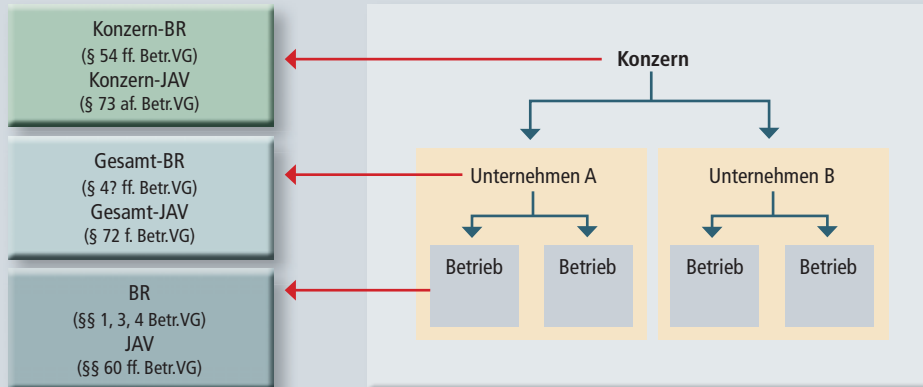 Konzern-BR
(§ 54 ff. Betr.VG)
Konzern-JAV
(§ 73 af. Betr.VG)
Gesamt-BR
(§ 4? ff. Betr.VG)
Gesamt-JAV
(§ 72 f. Betr.VG)
BR
(§§ 1, 3, 4 Betr.VG)
JAV
(§§ 60 ff. Betr.VG)
Konzern
Unternehmen A
Unternehmen B
Betrieb
Betrieb
Betrieb
Betrieb